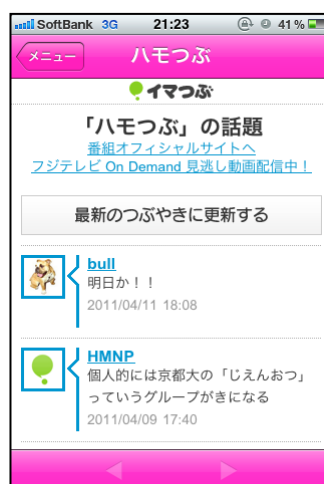 SoftBank 3G 21:23 41%
メニュー ハモつぶ
イマつぶ
「ハモつぶ」の話題
番組オフィシャルサイトへ
フジテレビ On Demand 見逃し動画配信中！
最新のつぶやきに更新する
bull
明日か！！
2011/04/11 18:08
HMNP
個人的には京都大の「じえんおつ」
っていうグループがきになる
2011/04/09 17:40